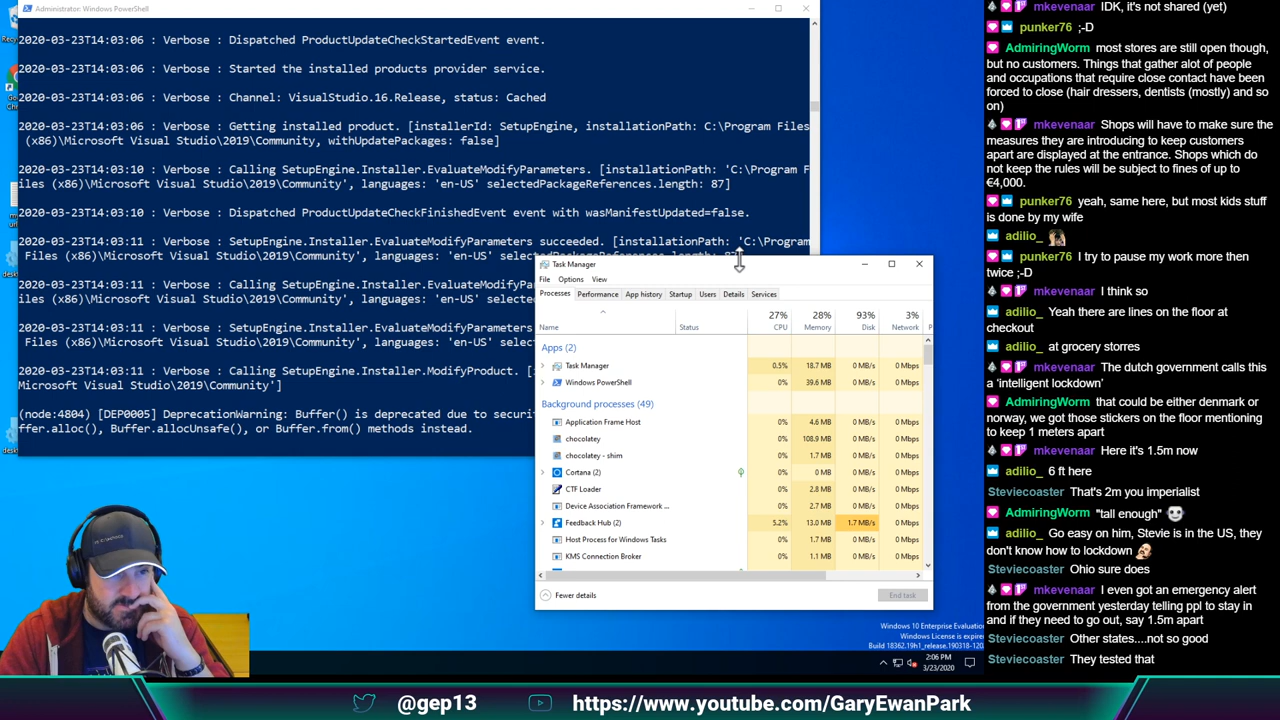 Administrator: Windows PowerShell
2020-03-23T14:03:06 : Verbose : Dispatched ProductUpdateCheckStartedEvent event.
2020-03-23T14:03:06 : Verbose : Started the installed products provider service.
2020-03-23T14:03:06 : Verbose : Channel: VisualStudio.16.Release, status: Cached
2020-03-23T14:03:06 : Verbose : Getting installed product. [installerId: SetupEngine, installationPath: C:\Program Files
(x86)\Microsoft Visual Studio\2019\Community, withUpdatePackages: false]
2020-03-23T14:03:10 : Verbose : Calling SetupEngine.Installer.EvaluateModifyParameters. [installationPath: 'C:\Program F
iles (x86)\Microsoft Visual Studio\2019\Community', languages: 'en-US' selectedPackageReferences.length: 87]
2020-03-23T14:03:10 : Verbose : Dispatched ProductUpdateCheckFinishedEvent event with wasManifestUpdated=false.
2020-03-23T14:03:11 : Verbose : SetupEngine.Installer.EvaluateModifyParameters succeeded. [installationPath: 'C:\Program
Files (x86)\Microsoft Visual Studio\2019\Community', languages: 'en-US' selectedPackageReferences.length: 87
2020-03-23T14:03:11 : Verbose : Calling SetupEngine.Installer.EvaluateModifyParameters
Files (x86)\Microsoft Visual Studio\2019\Community', languages: 'en-US' selected
2020-03-23T14:03:11 : Verbose : SetupEngine.Installer.EvaluateModifyParameters
Files (x86)\Microsoft Visual Studio\2019\Community', languages: 'en-US' selected
2020-03-23T14:03:11 : Verbose : Calling SetupEngine.Installer.ModifyProduct. [
Microsoft Visual Studio\2019\Community']
(node:4804) [DEP0005] DeprecationWarning: Buffer() is deprecated due to securit
ffer.alloc(), Buffer.allocUnsafe(), or Buffer.from() methods instead.
Task Manager
File Options View
Processes Performance App history Startup Users Details Services
27% 28% 93% 3%
Name Status CPU Memory Disk Network P
Apps (2)
Task Manager 0.5% 18.7 MB 0 MB/s 0 Mbps
Windows PowerShell 0% 39.6 MB 0 MB/s 0 Mbps
Background processes (49)
Application Frame Host 0% 4.6 MB 0 MB/s 0 Mbps
chocolatey 0% 108.9 MB 0 MB/s 0 Mbps
chocolatey - shim 0% 1.7 MB 0 MB/s 0 Mbps
Cortana (2) 0% 0 MB 0 MB/s 0 Mbps
CTF Loader 0% 2.8 MB 0 MB/s 0 Mbps
Device Association Framework ... 0% 2.7 MB 0 MB/s 0 Mbps
Feedback Hub (2) 5.2% 13.0 MB 1.7 MB/s 0 Mbps
Host Process for Windows Tasks 0% 1.7 MB 0 MB/s 0 Mbps
KMS Connection Broker 0% 1.1 MB 0 MB/s 0 Mbps
Fewer details
End task
Windows 10 Enterprise Evaluation
Windows License is expire
Build 18362.19h1_release.190318-120
2:06 PM
3/23/2020
mkevenaar IDK, it's not shared (yet)
punker76 ;-D
AdmiringWorm most stores are still open though,
but no customers. Things that gather alot of people
and occupations that require close contact have been
forced to close (hair dressers, dentists (mostly) and so
on)
mkevenaar Shops will have to make sure the
measures they are introducing to keep customers
apart are displayed at the entrance. Shops which do
not keep the rules will be subject to fines of up to
€4,000.
punker76 yeah, same here, but most kids stuff
is done by my wife
adilio_
punker76 I try to pause my work more then
twice ;-D
mkevenaar I think so
adilio_ Yeah there are lines on the floor at
checkout
adilio_ at grocery storres
mkevenaar The dutch government calls this
a 'intelligent lockdown'
AdmiringWorm that could be either denmark or
norway, we got those stickers on the floor mentioning
to keep 1 meters apart
mkevenaar Here it's 1.5m now
adilio_ 6 ft here
Steviecoaster That's 2m you imperialist
AdmiringWorm "tall enough"
adilio_ Go easy on him, Stevie is in the US, they
don't know how to lockdown
Steviecoaster Ohio sure does
mkevenaar I even got an emergency alert
from the government yesterday telling ppl to stay in
and if they need to go out, say 1.5m apart
Steviecoaster Other states....not so good
Steviecoaster They tested that
@gep13
https://www.youtube.com/GaryEwanPark